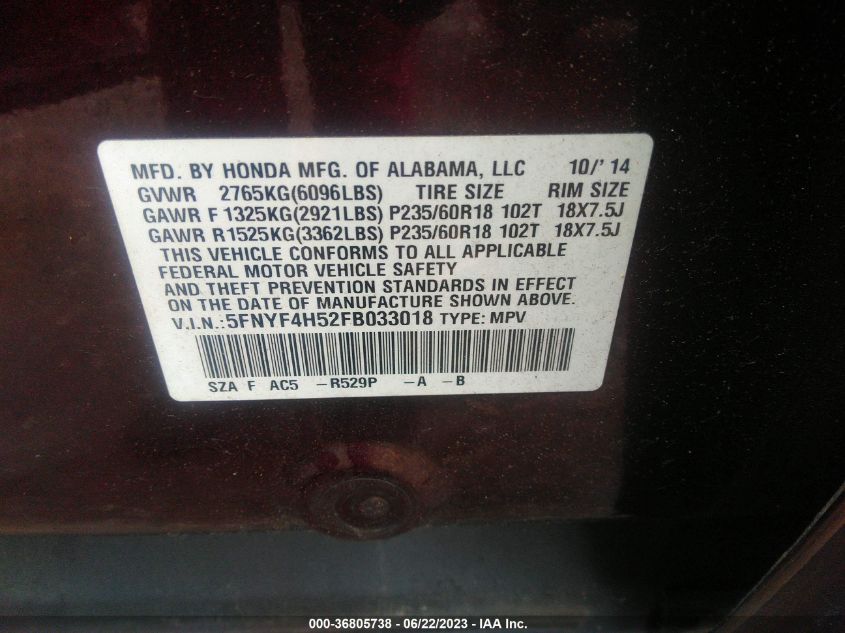 MFD. BY HONDA MFG. OF ALABAMA, LLC 10/'14
GVWR 2765KG(6096LBS) TIRE SIZE RIM SIZE
GAWR F 1325KG(2921LBS) P235/60R18 102T 18X7.5J
GAWR R1525KG(3362LBS) P235/60R18 102T 18X7.5J
THIS VEHICLE CONFORMS TO ALL APPLICABLE
FEDERAL MOTOR VEHICLE SAFETY
AND THEFT PREVENTION STANDARDS IN EFFECT
ON THE DATE OF MANUFACTURE SHOWN ABOVE.
V.I.N.:5FNYF4H52FB033018 TYPE: MPV
SZA F AC5 -R529P -A -B
000-36805738 - 06/22/2023 - IAA Inc.